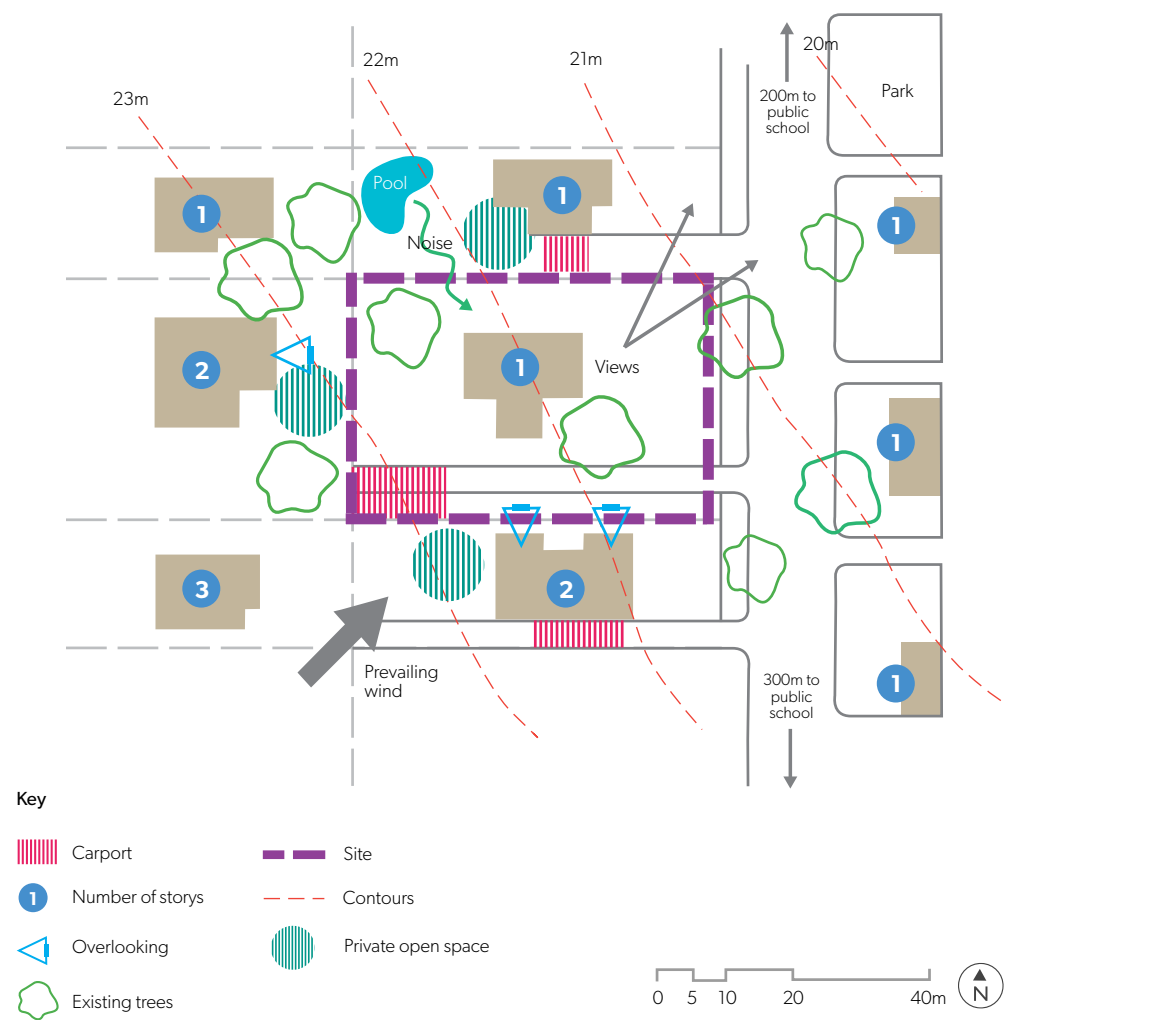 20m
22m
21m
23m
Park
200m to
public
school
Pool
1
1
1
Noise
2
1
Views
1
3
2
1
Prevailing
wind
300m to
public
school
Key
Carport
Site
1
Number of storys
Contours
Overlooking
Private open space
Existing trees
0 5 10 20 40m
N